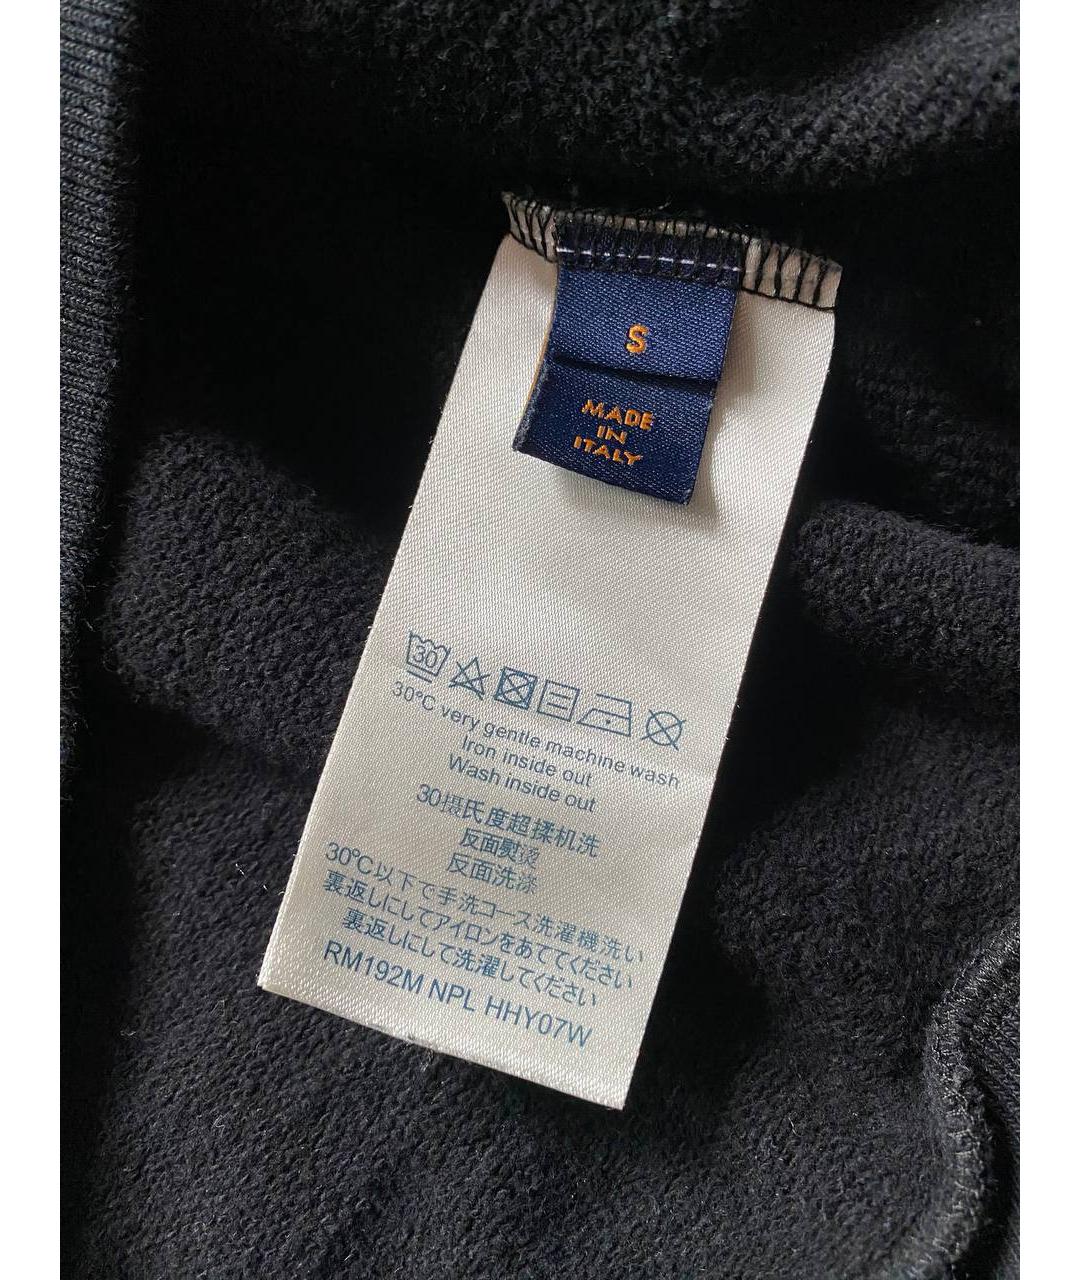 S
MADE
IN
ITALY
30
30°C very gentle machine wash
Iron inside out
Wash inside out
30摄氏度超揉机洗
反面熨烫
反面洗涤
30℃以下で手洗コース洗濯機洗い
裏返しにしてアイロンをあててください
裏返しにして洗濯してください
RM192M NPL HHY07W